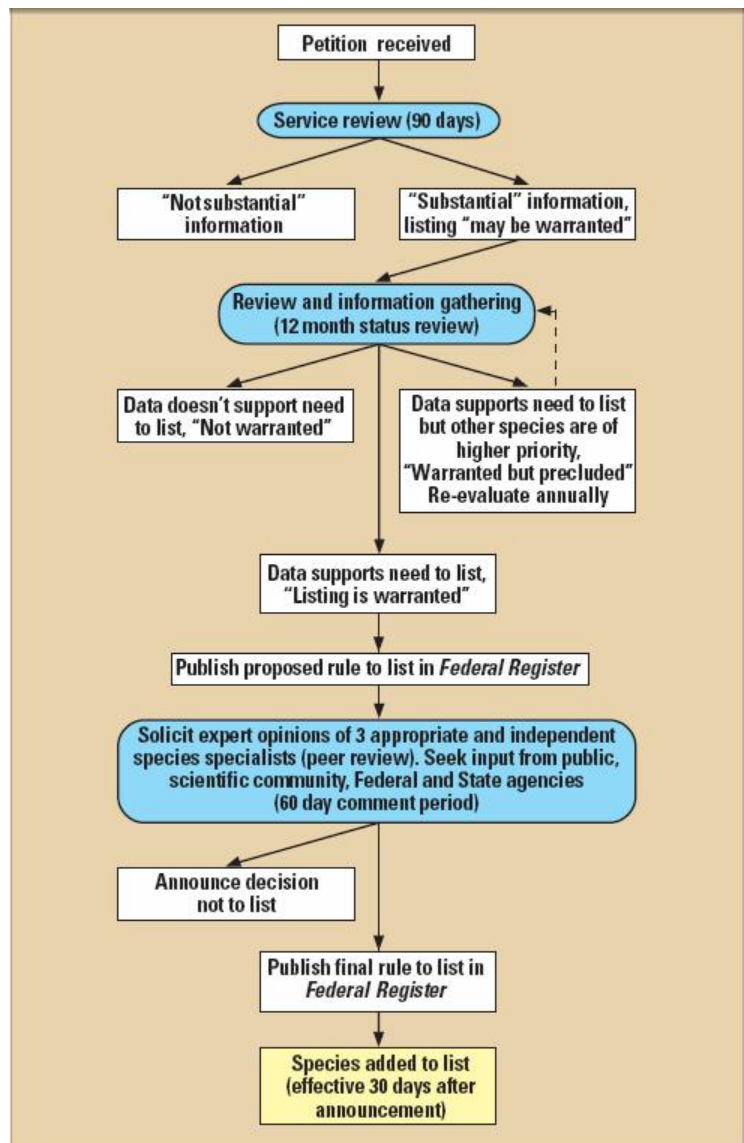 Petition received
Service review (90 days)
“Not substantial”
information
“Substantial” information,
listing “may be warranted”
Review and information gathering
(12 month status review)
Data doesn’t support need
to list, “Not warranted”
Data supports need to list
but other species are of
higher priority,
“Warranted but precluded”
Re-evaluate annually
Data supports need to list,
“Listing is warranted”
Publish proposed rule to list in Federal Register
Solicit expert opinions of 3 appropriate and independent
species specialists (peer review). Seek input from public,
scientific community, Federal and State agencies
(60 day comment period)
Announce decision
not to list
Publish final rule to list in
Federal Register
Species added to list
(effective 30 days after
announcement)